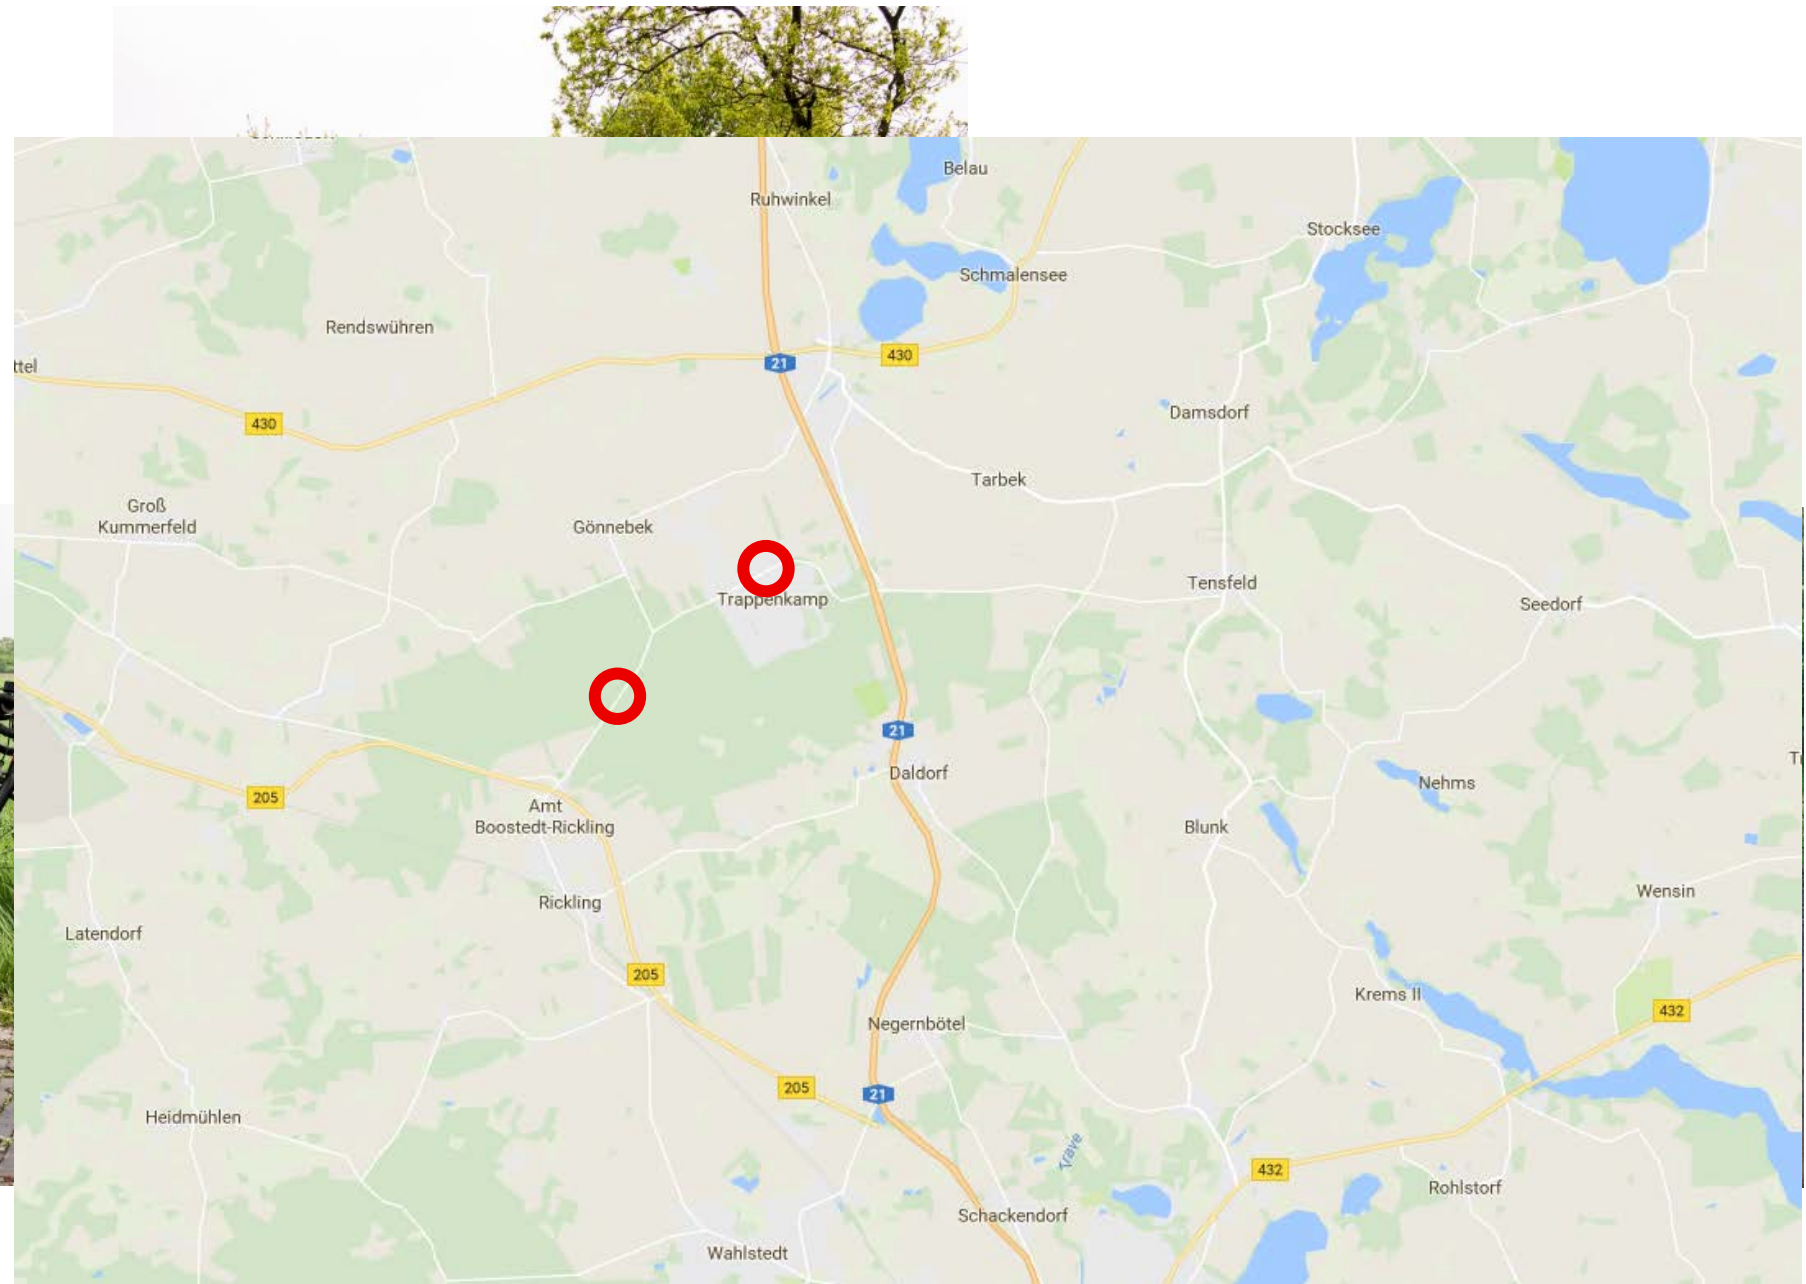 Belau
Ruhwinkel
Stocksee
Schmalensee
Rendswühren
430
21
ttel
Damsdorf
430
Tarbek
Groß
Kummerfeld
Gönnebek
Tensfeld
Trappenkamp
Seedorf
21
Daldorf
Nehms
205
Amt
Boostedt-Rickling
Blunk
Wensin
Rickling
Latendorf
205
Krems II
432
Negernbötel
205
21
Heidmühlen
Trave
432
Rohlstorf
Schackendorf
Wahlstedt